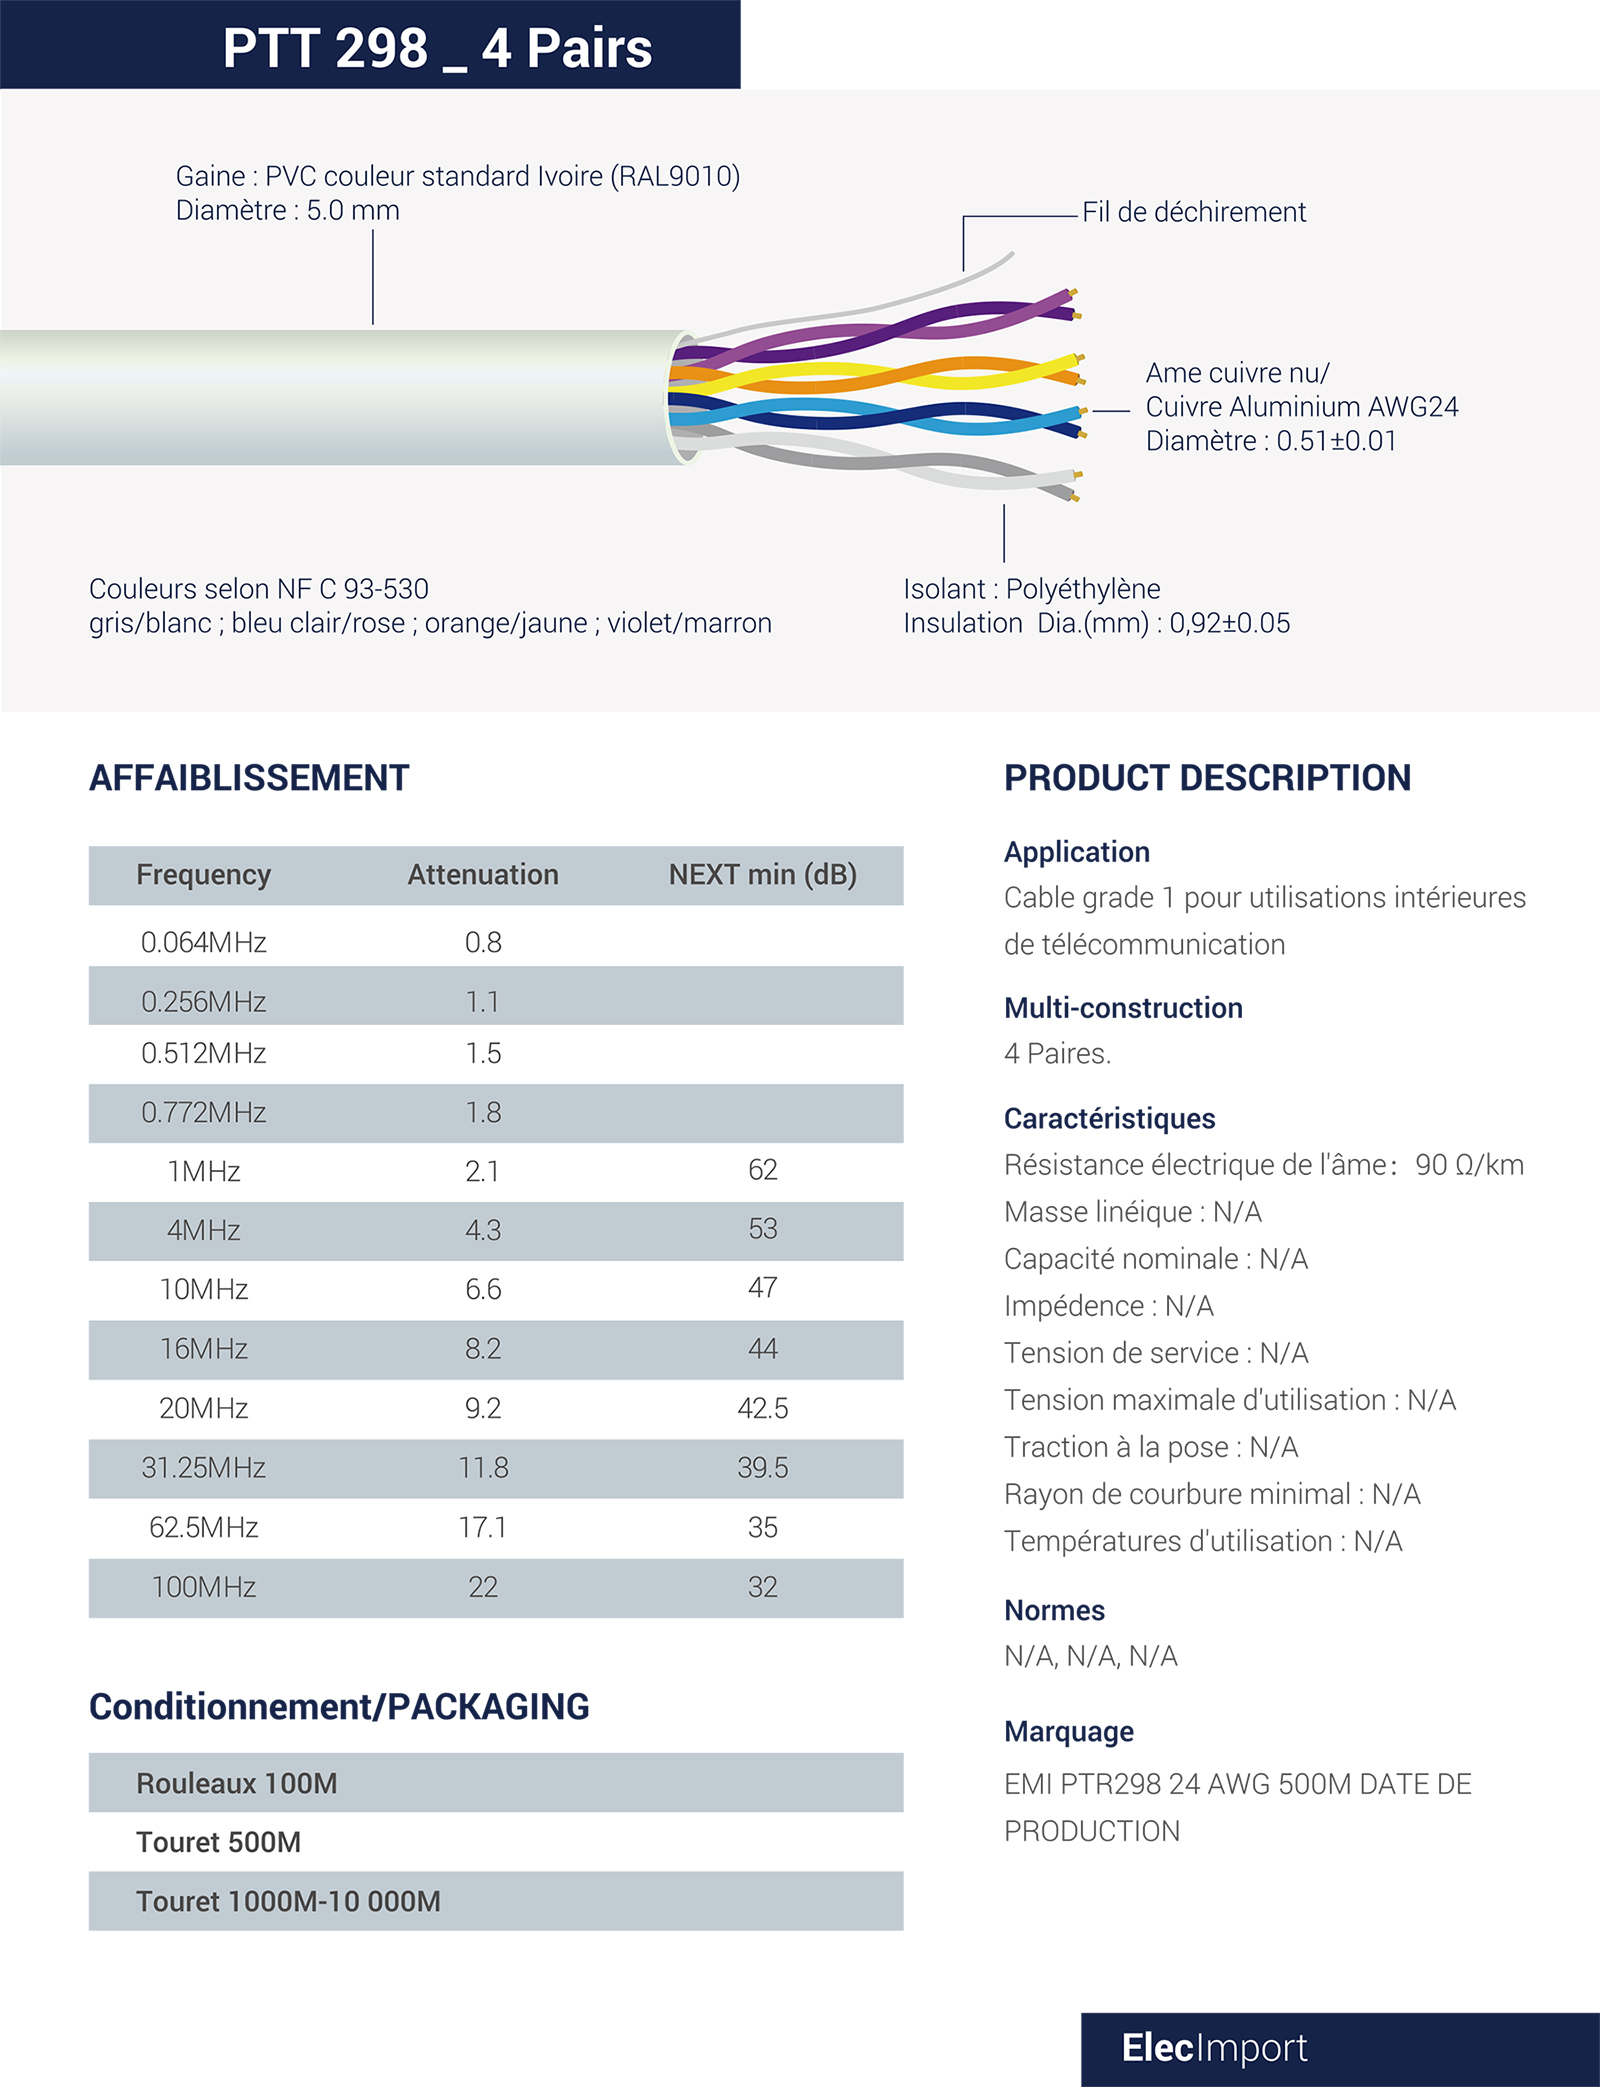 PTT 298 _ 4 Pairs
Gaine : PVC couleur standard Ivoire (RAL9010)
Diamètre : 5.0 mm
Fil de déchirement
Ame cuivre nu/
Cuivre Aluminium AWG24
Diamètre : 0.51±0.01
Couleurs selon NF C 93-530
gris/blanc ; bleu clair/rose ; orange/jaune ; violet/marron
Isolant : Polyéthylène
Insulation Dia.(mm) : 0,92±0.05
AFFAIBLISSEMENT
Frequency Attenuation NEXT min (dB)
0.064MHz 0.8
0.256MHz 1.1
0.512MHz 1.5
0.772MHz 1.8
1MHz 2.1 62
4MHz 4.3 53
10MHz 6.6 47
16MHz 8.2 44
20MHz 9.2 42.5
31.25MHz 11.8 39.5
62.5MHz 17.1 35
100MHz 22 32
Conditionnement/PACKAGING
Rouleaux 100M
Touret 500M
Touret 1000M-10 000M
PRODUCT DESCRIPTION
Application
Cable grade 1 pour utilisations intérieures
de télécommunication
Multi-construction
4 Paires.
Caractéristiques
Résistance électrique de l'âme: 90 Ω/km
Masse linéique : N/A
Capacité nominale : N/A
Impédence : N/A
Tension de service : N/A
Tension maximale d'utilisation : N/A
Traction à la pose : N/A
Rayon de courbure minimal : N/A
Températures d'utilisation : N/A
Normes
N/A, N/A, N/A
Marquage
EMI PTR298 24 AWG 500M DATE DE
PRODUCTION
ElecImport